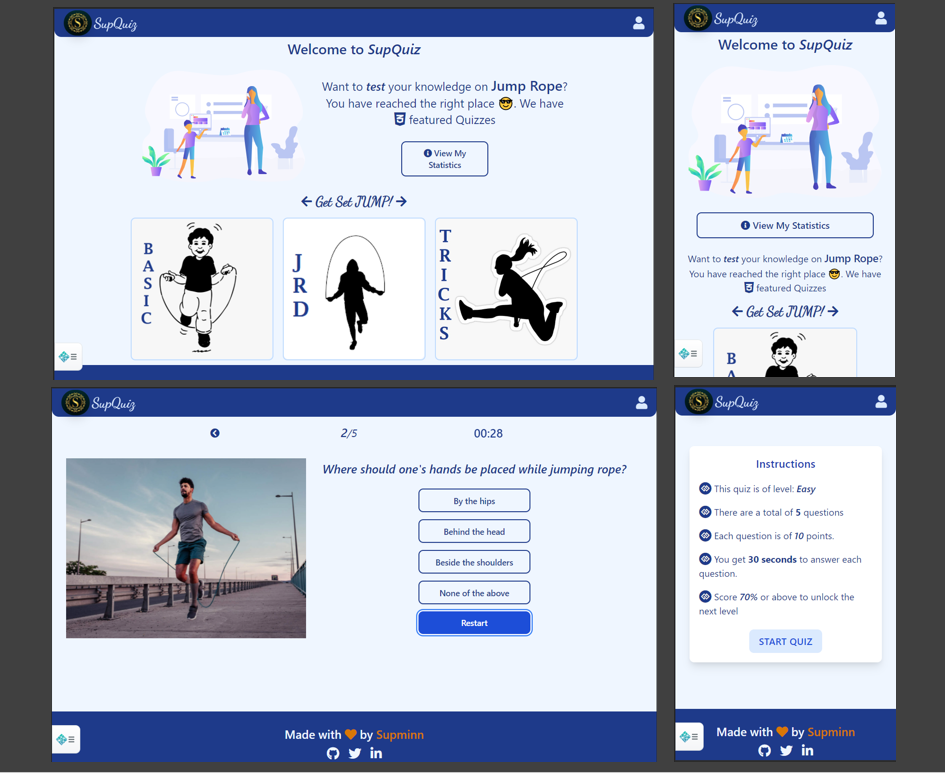 SupQuiz
Welcome to SupQuiz
Want to test your knowledge on Jump Rope?
You have reached the right place 😎. We have
featured Quizzes
View My
Statistics
← Get Set JUMP! →
BASIC
JRD
TRICKS
SupQuiz
Welcome to SupQuiz
View My Statistics
Want to test your knowledge on Jump Rope?
You have reached the right place 😎. We have
featured Quizzes
← Get Set JUMP! →
B
A
SupQuiz
2/5
00:28
Where should one's hands be placed while jumping rope?
By the hips
Behind the head
Beside the shoulders
None of the above
Restart
Made with 🧡 by Supminn
SupQuiz
Instructions
This quiz is of level: Easy
There are a total of 5 questions
Each question is of 10 points.
You get 30 seconds to answer each
question.
Score 70% or above to unlock the
next level
START QUIZ
Made with 🧡 by Supminn